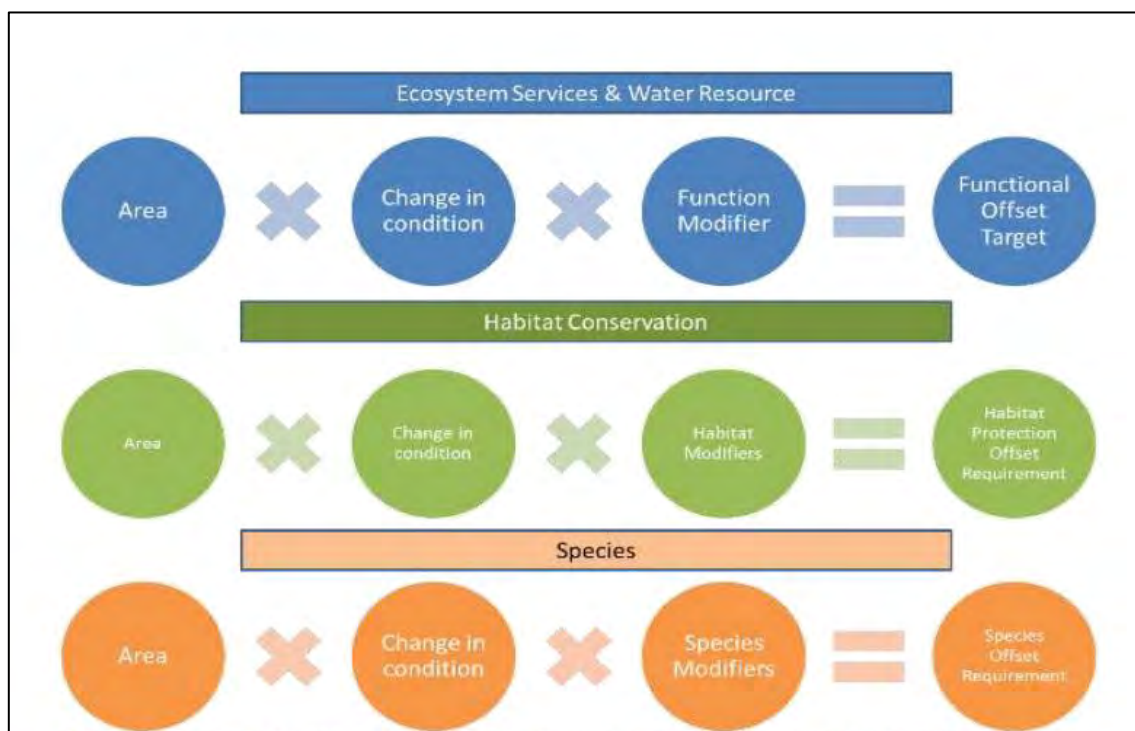 Ecosystem Services & Water Resource
Area
Change in
condition
Function
Modifier
Functional
Offset
Target
Habitat Conservation
Area
Change in
condition
Habitat
Modifiers
Habitat
Protection
Offset
Requirement
Species
Area
Change in
condition
Species
Modifiers
Species
Offset
Requirement